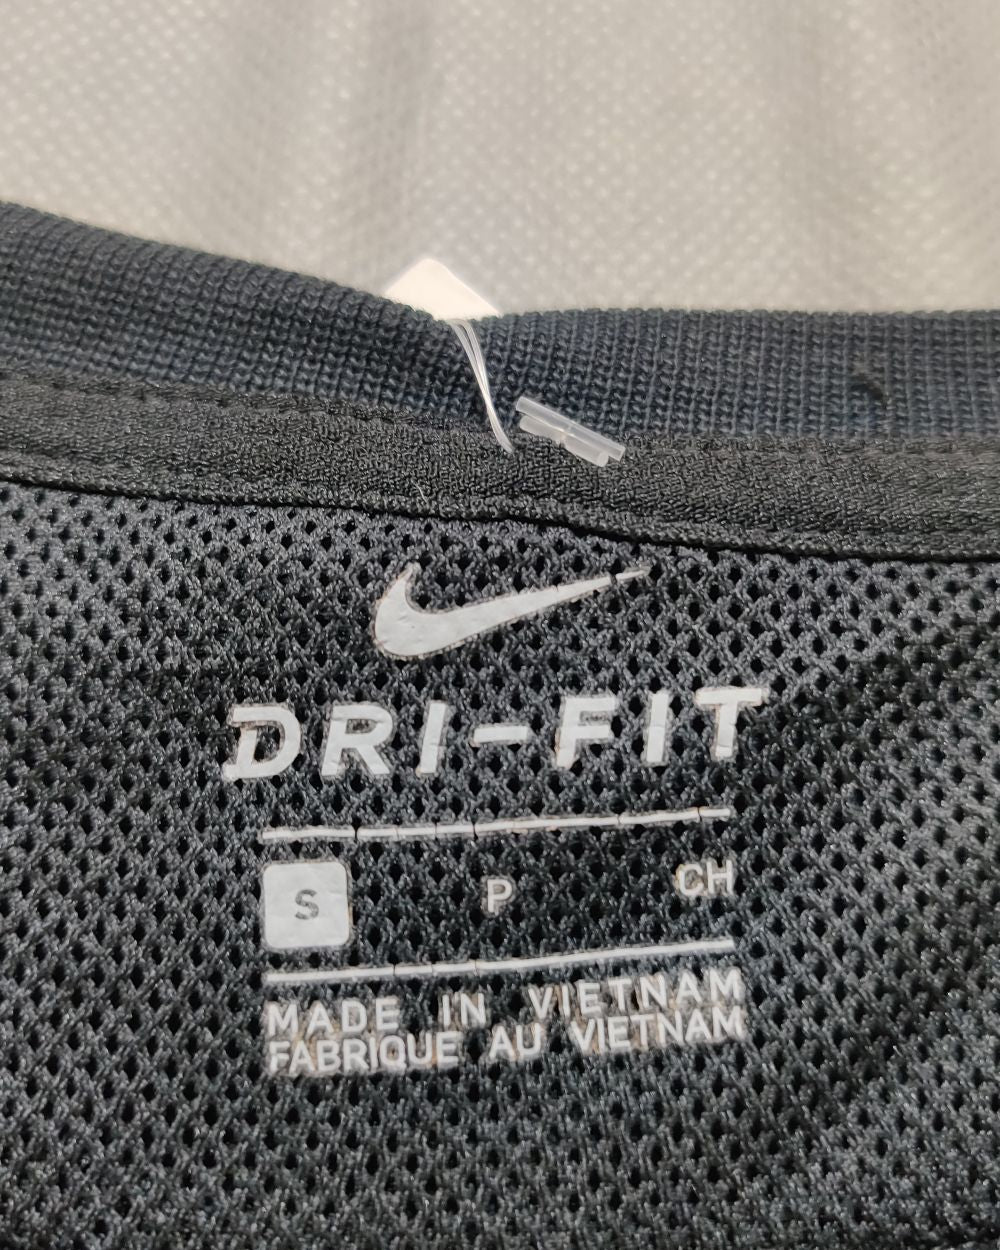 DRI-FIT
S P CH
MADE IN VIETNAM
FABRIQUE AU VIETNAM